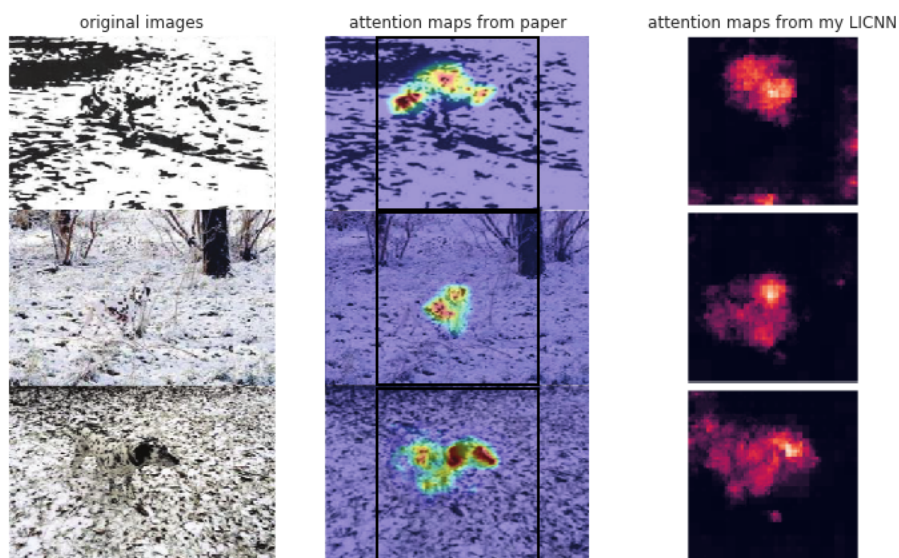 original images
attention maps from paper
attention maps from my LICNN